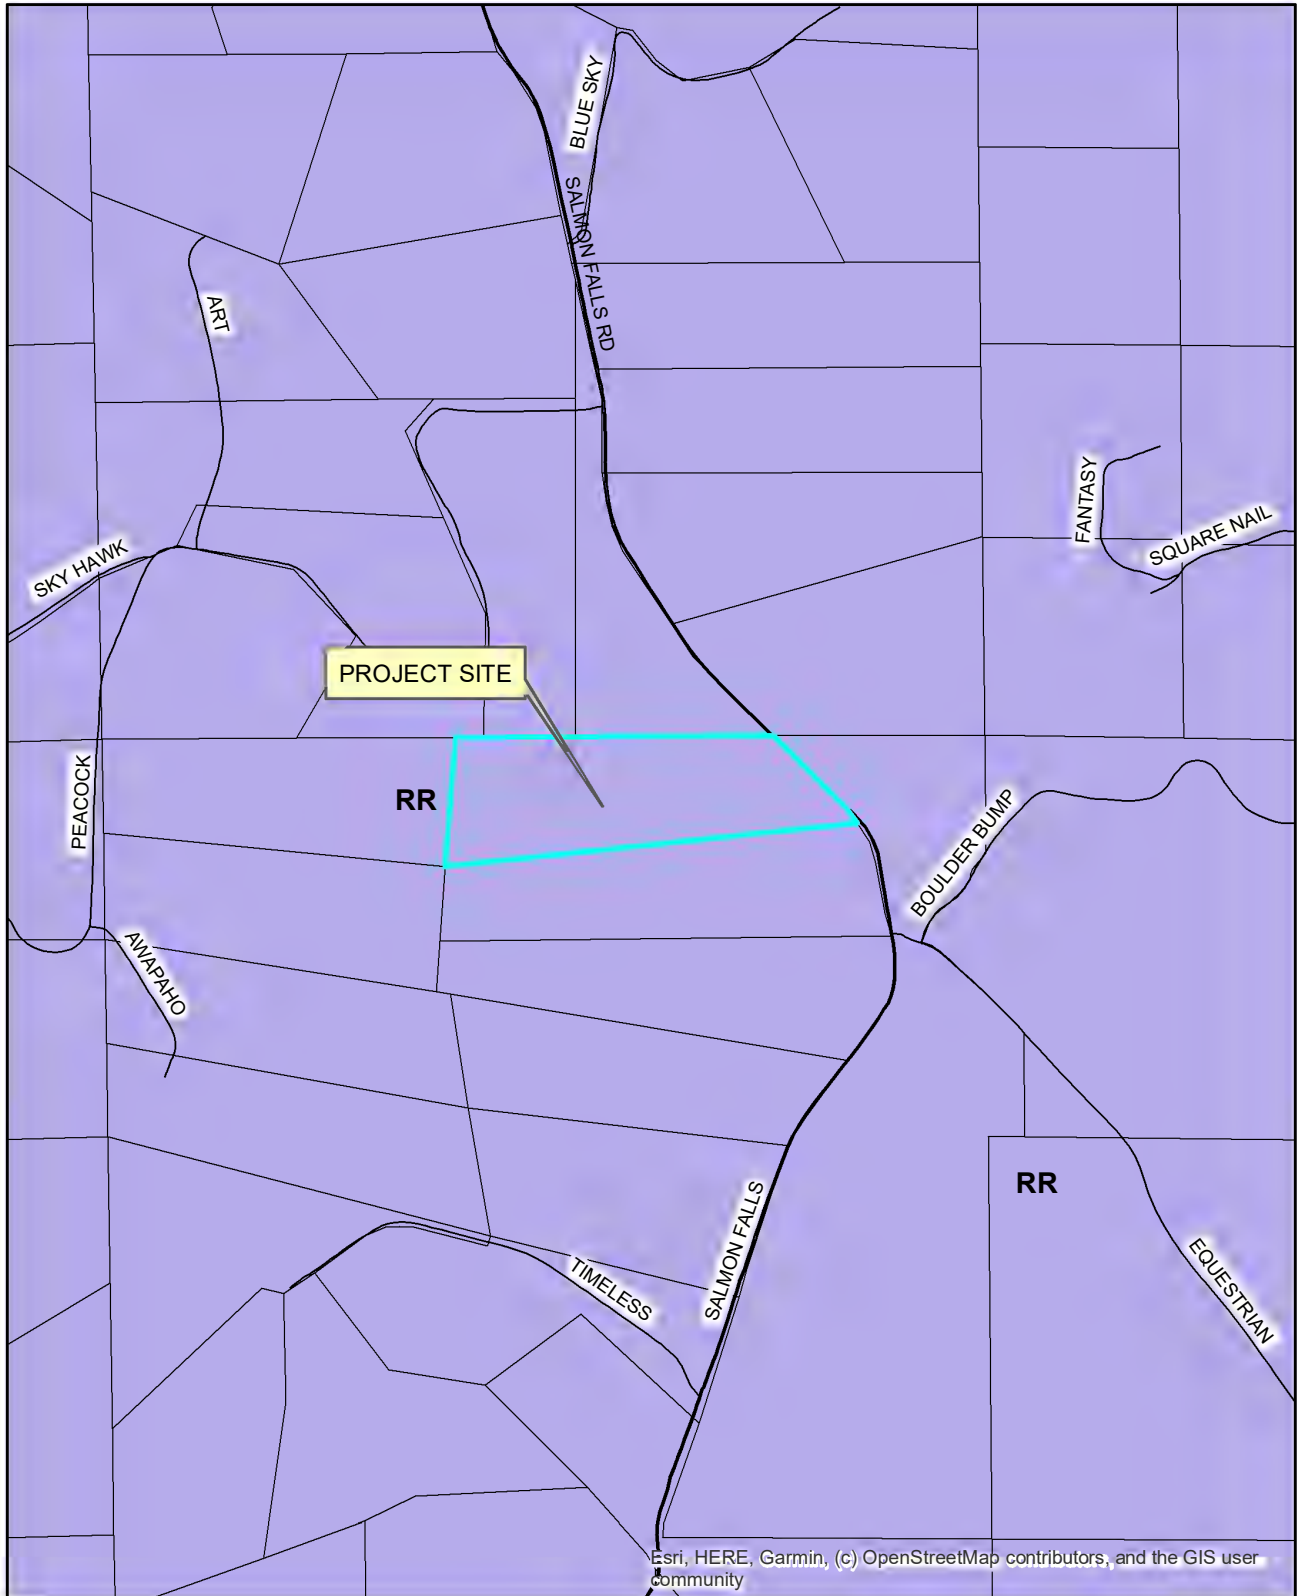 BLUE SKY
SALMON FALLS RD
ART
FANTASY
SQUARE NAIL
SKY HAWK
PROJECT SITE
PEACOCK
RR
BOULDER BUMP
AWAPAHO
RR
SALMON FALLS
TIMELESS
EQUESTRIAN
Esri, HERE, Garmin, (c) OpenStreetMap contributors, and the GIS user
community